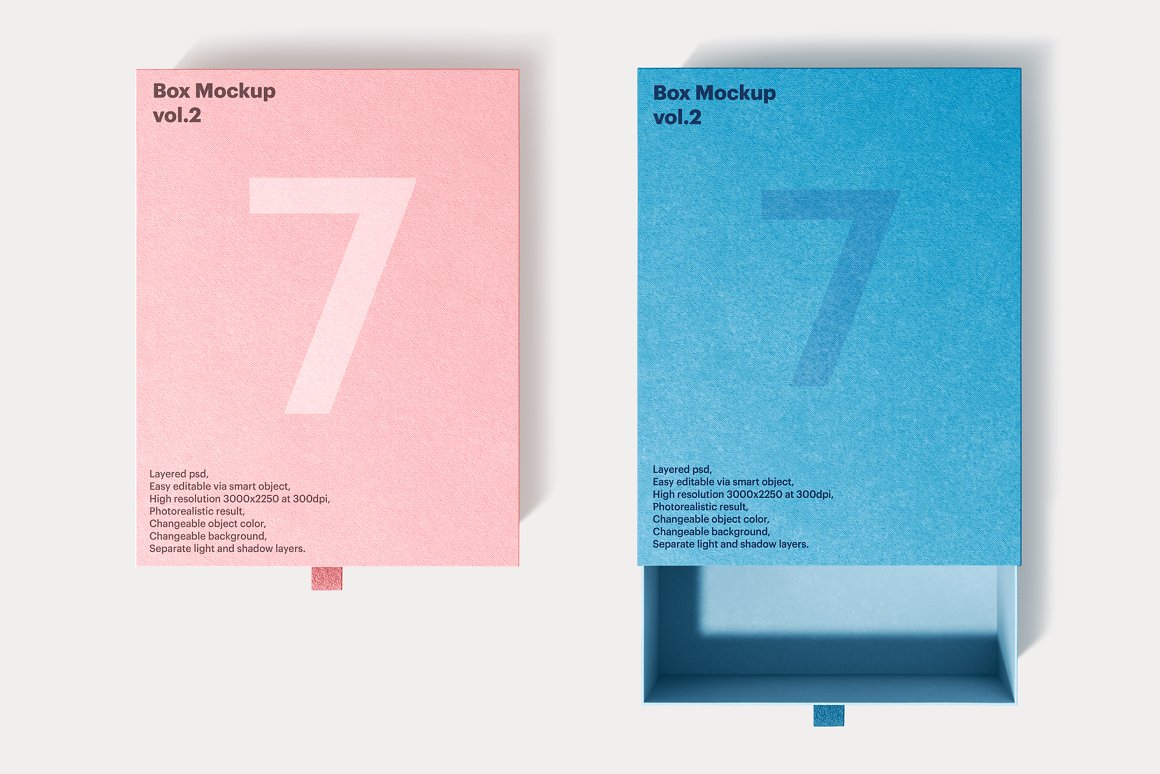 Box Mockup
vol.2
7
Layered psd,
Easy editable via smart object,
High resolution 3000x2250 at 300dpi,
Photorealistic result,
Changeable object color,
Changeable background,
Separate light and shadow layers.
Box Mockup
vol.2
7
Layered psd,
Easy editable via smart object,
High resolution 3000x2250 at 300dpi,
Photorealistic result,
Changeable object color,
Changeable background,
Separate light and shadow layers.